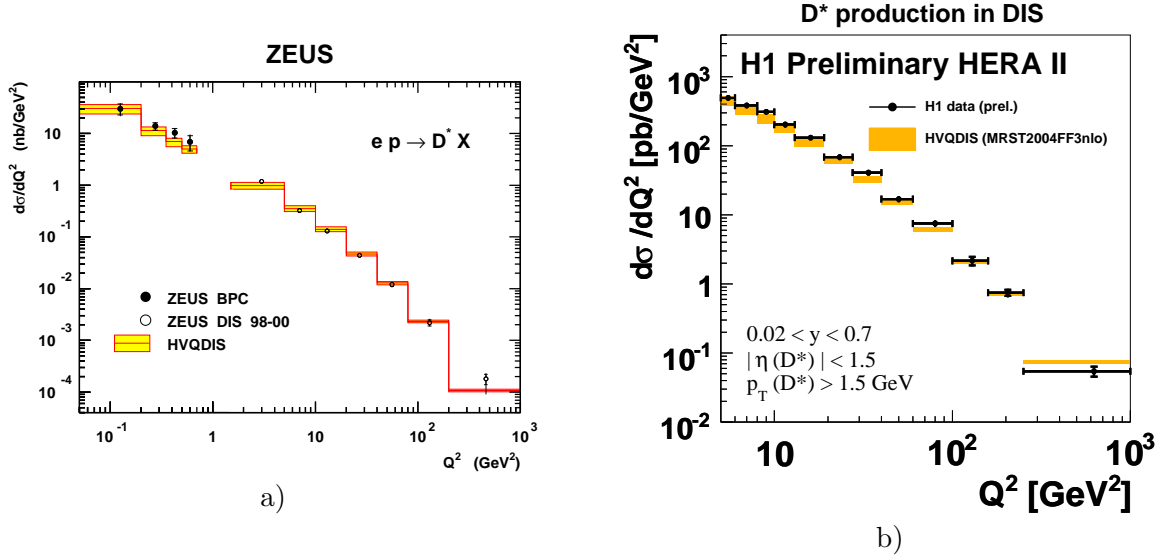 ZEUS
dσ/dQ² (nb/GeV²)
10
1
10⁻¹
10⁻²
10⁻³
10⁻⁴
e p → D* X
ZEUS BPC
ZEUS DIS 98-00
HVQDIS
10⁻¹
1
10
10²
10³
Q² (GeV²)
a)
D* production in DIS
dσ/dQ² [pb/GeV²]
10³
10²
10
1
10⁻¹
10⁻²
H1 Preliminary HERA II
H1 data (prel.)
HVQDIS (MRST2004FF3nlo)
0.02 < y < 0.7
| η (D*) | < 1.5
p_T (D*) > 1.5 GeV
10
10²
10³
Q² [GeV²]
b)